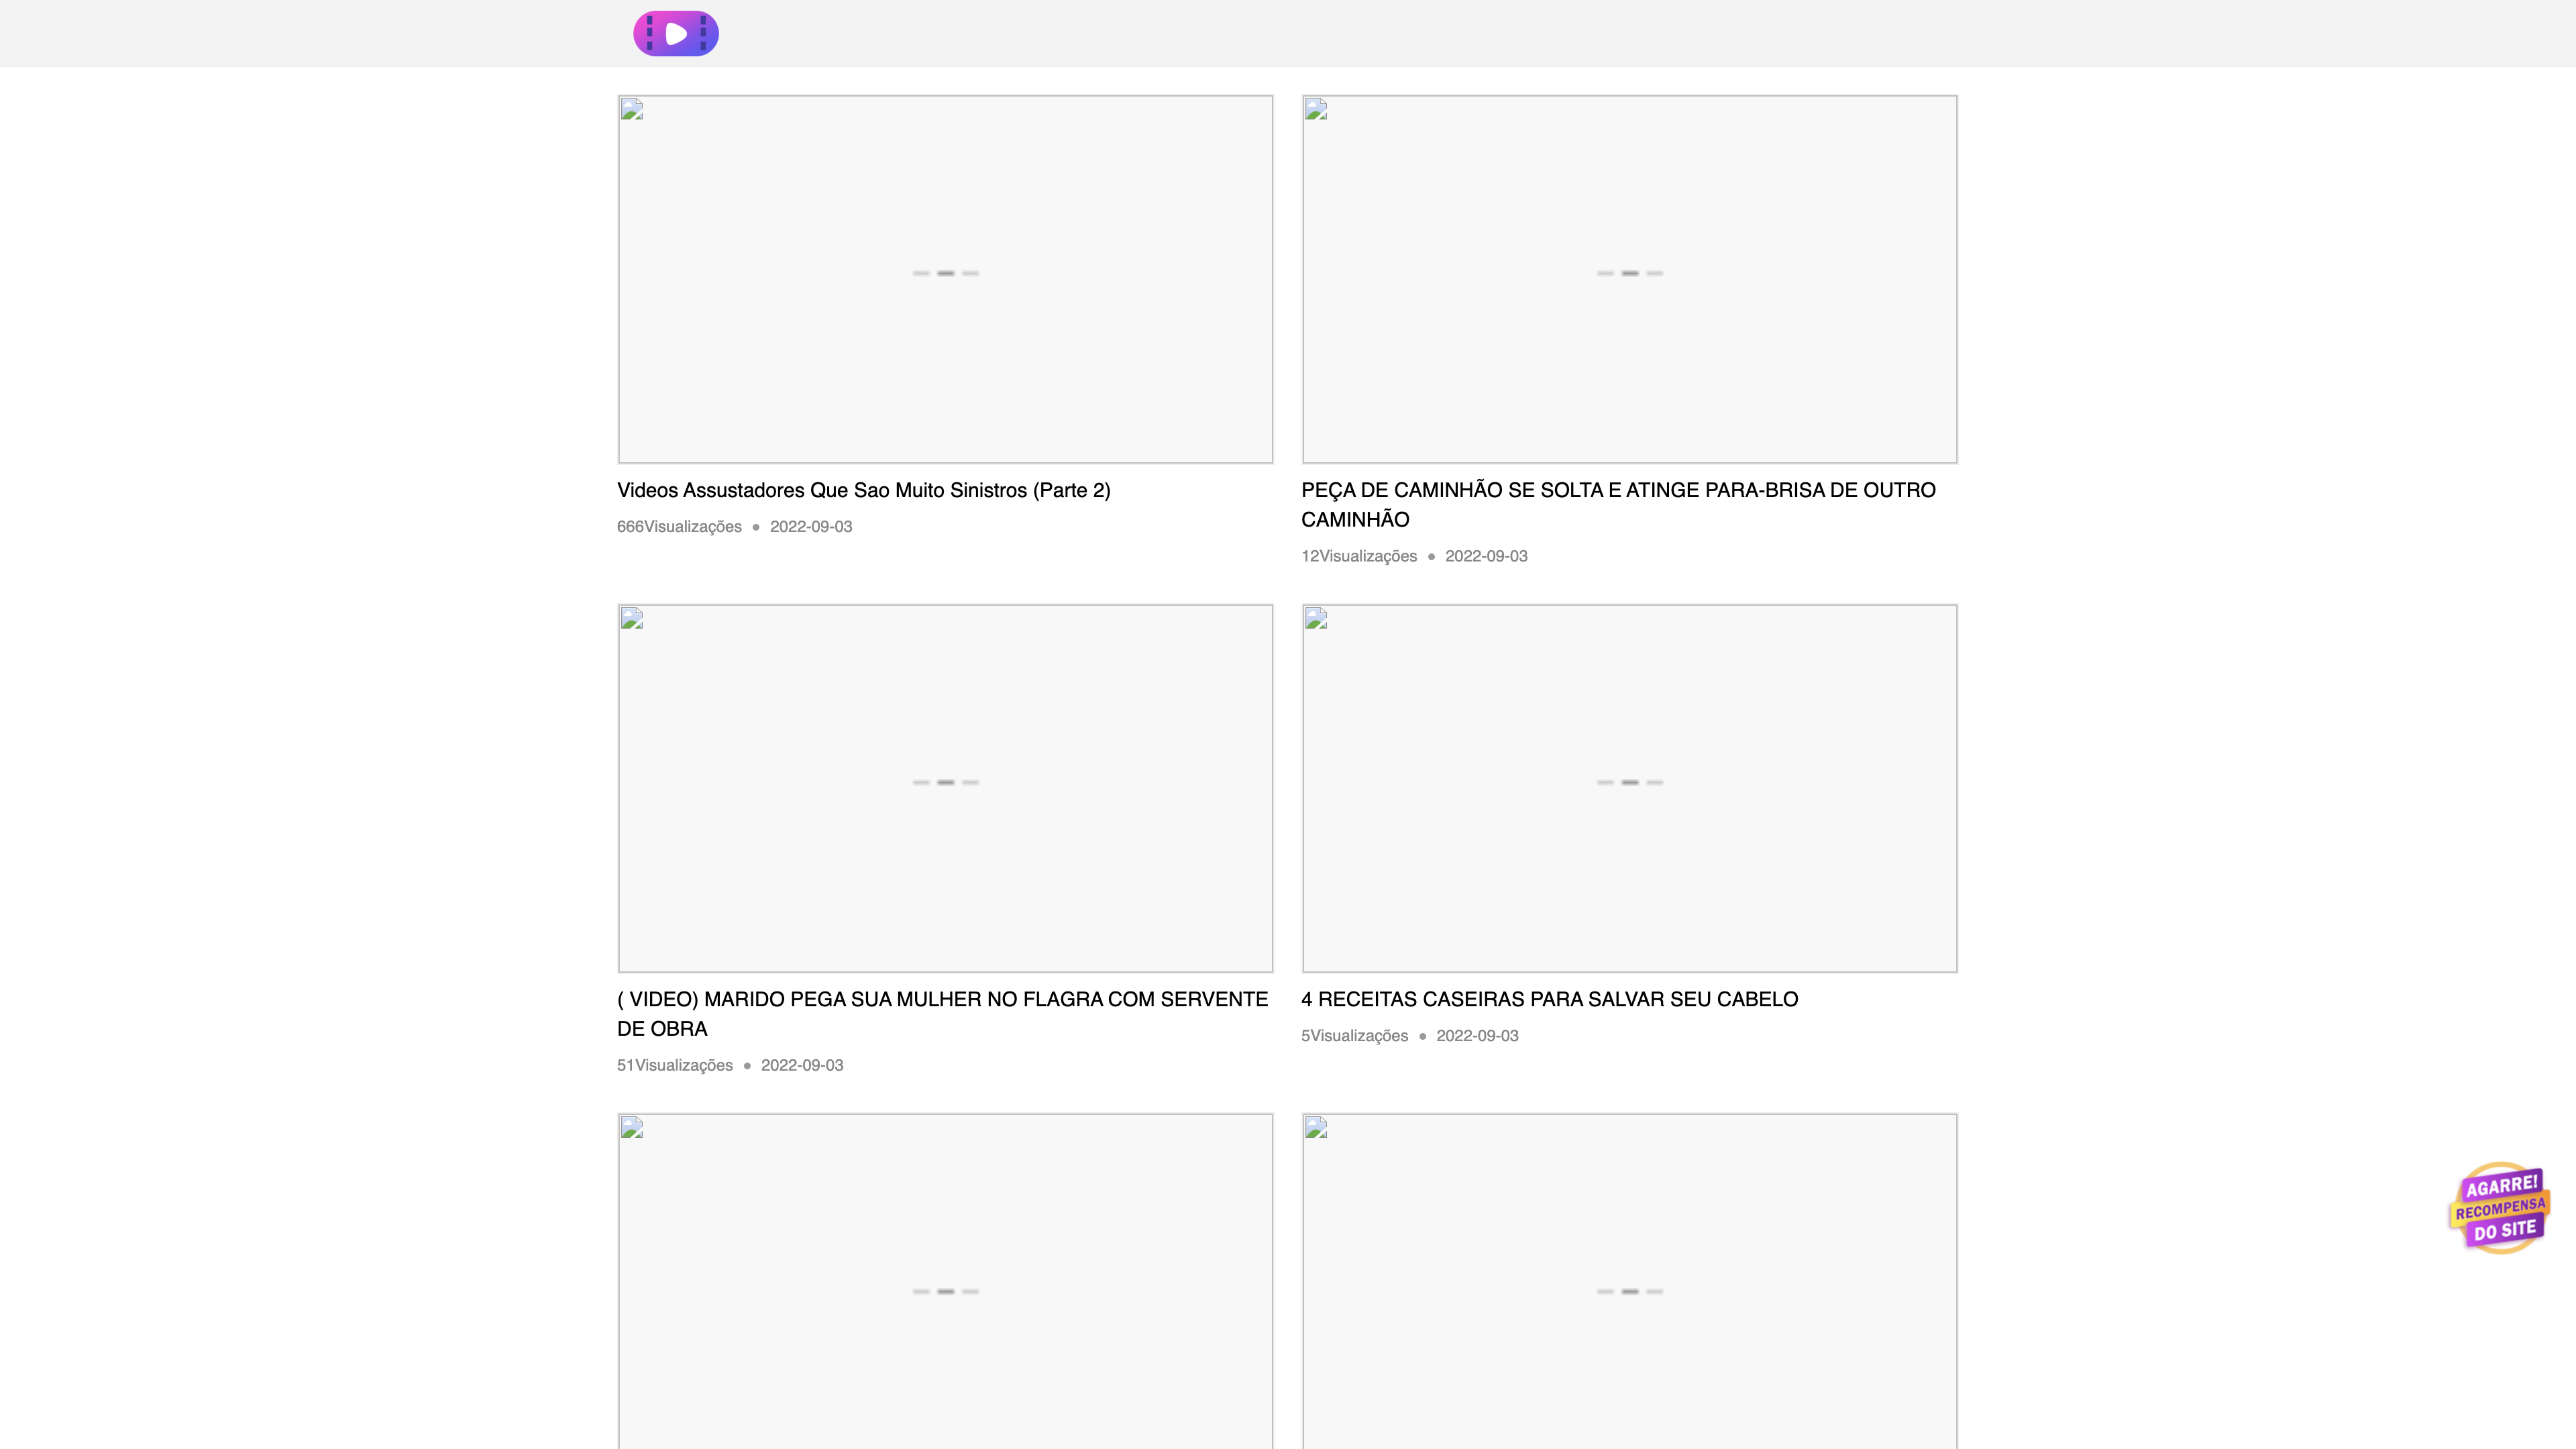 Videos Assustadores Que Sao Muito Sinistros (Parte 2)
666Visualizações ● 2022-09-03
PEÇA DE CAMINHÃO SE SOLTA E ATINGE PARA-BRISA DE OUTRO
CAMINHÃO
12Visualizações ● 2022-09-03
( VIDEO) MARIDO PEGA SUA MULHER NO FLAGRA COM SERVENTE
DE OBRA
51Visualizações ● 2022-09-03
4 RECEITAS CASEIRAS PARA SALVAR SEU CABELO
5Visualizações ● 2022-09-03
AGARRE!
RECOMPENSA
DO SITE